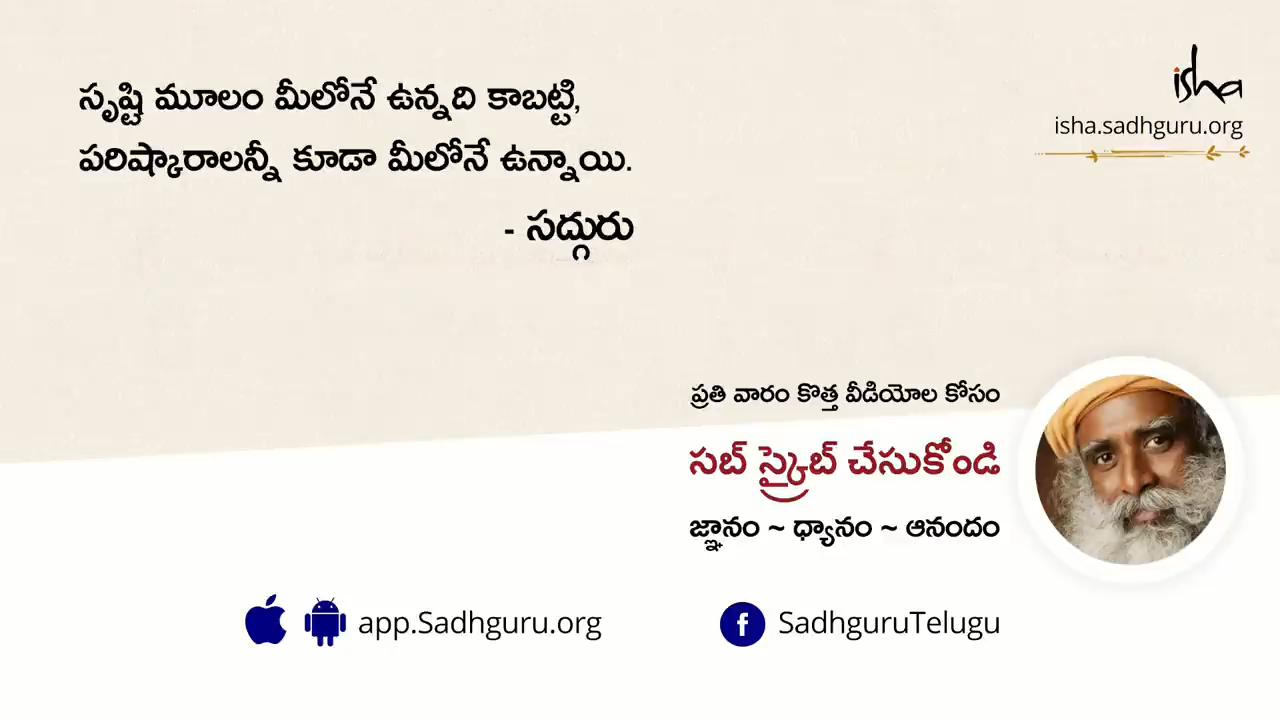 సృష్టి మూలం మీలోనే ఉన్నది కాబట్టి,
పరిష్కారాలన్నీ కూడా మీలోనే ఉన్నాయి.
- సద్గురు
isha
isha.sadhguru.org
ప్రతి వారం కొత్త వీడియోల కోసం
సబ్ స్క్రైబ్ చేసుకోండి
జ్ఞానం ~ ధ్యానం ~ ఆనందం
app.Sadhguru.org
f SadhguruTelugu